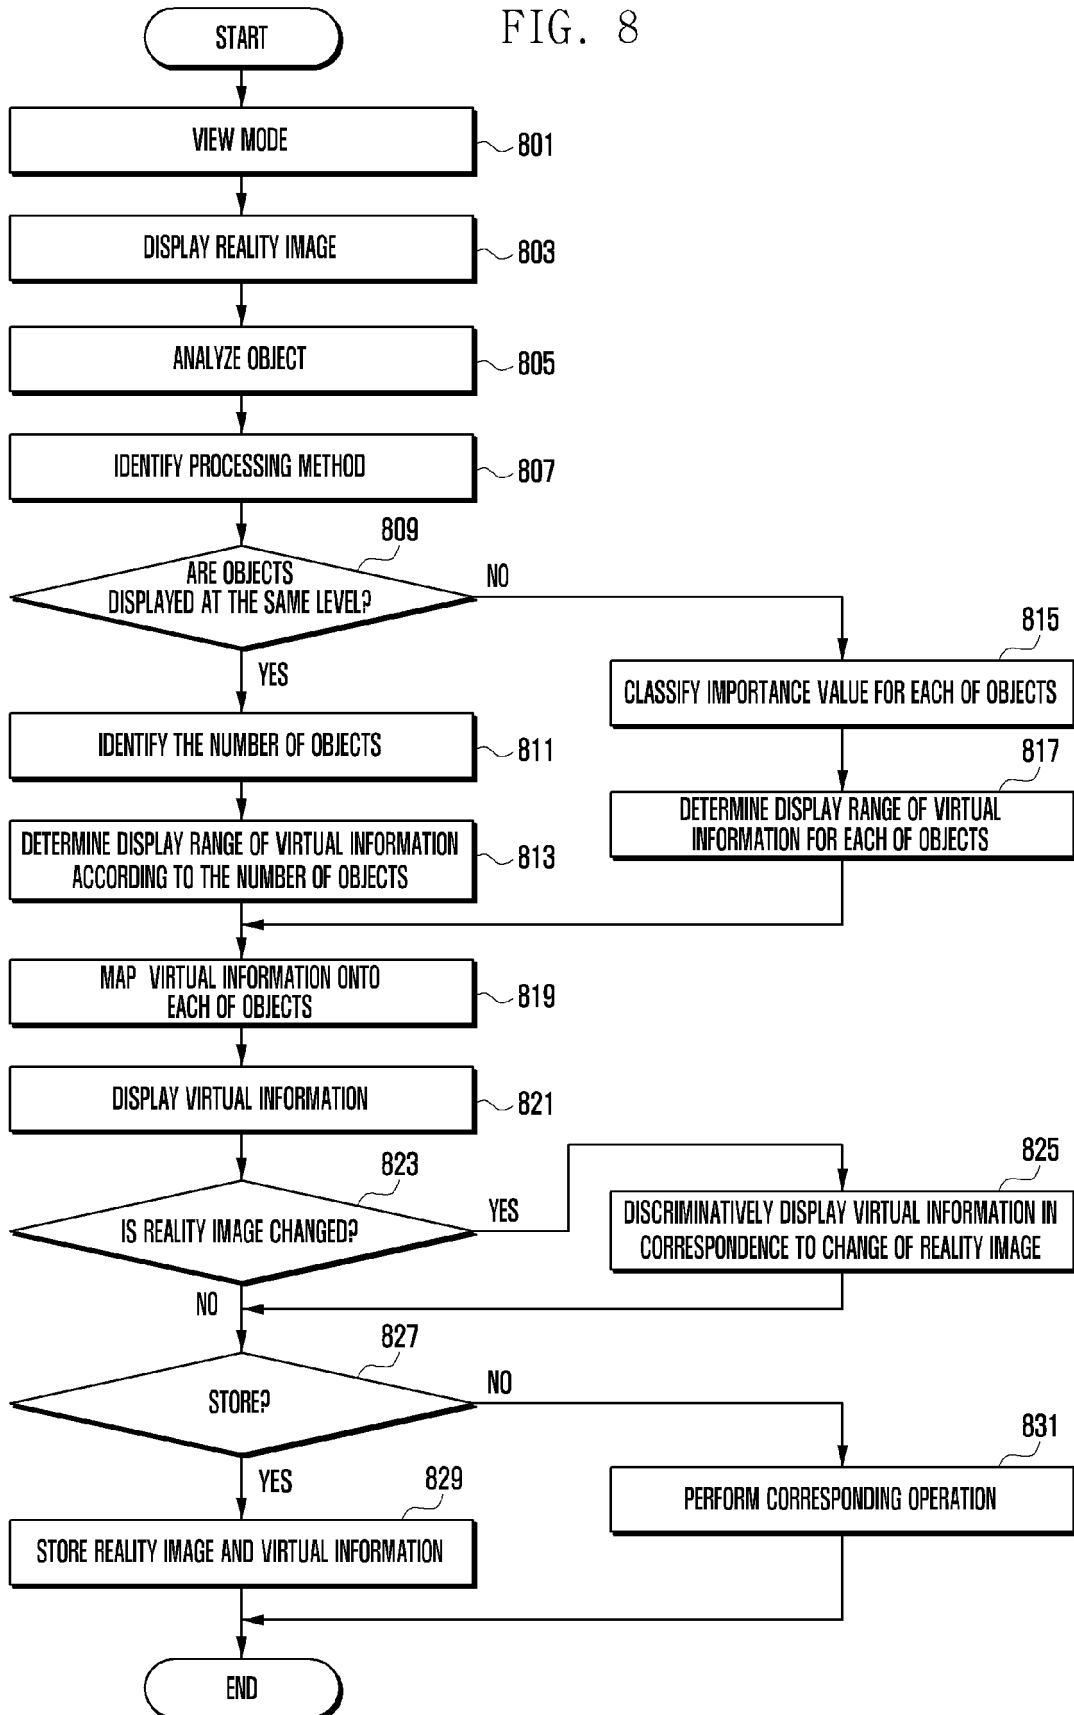 FIG. 8
START
VIEW MODE
801
DISPLAY REALITY IMAGE
803
ANALYZE OBJECT
805
IDENTIFY PROCESSING METHOD
807
809
ARE OBJECTS
DISPLAYED AT THE SAME LEVEL?
NO
YES
815
CLASSIFY IMPORTANCE VALUE FOR EACH OF OBJECTS
IDENTIFY THE NUMBER OF OBJECTS
811
817
DETERMINE DISPLAY RANGE OF VIRTUAL
INFORMATION FOR EACH OF OBJECTS
DETERMINE DISPLAY RANGE OF VIRTUAL INFORMATION
ACCORDING TO THE NUMBER OF OBJECTS
813
MAP VIRTUAL INFORMATION ONTO
EACH OF OBJECTS
819
DISPLAY VIRTUAL INFORMATION
821
823
IS REALITY IMAGE CHANGED?
YES
825
DISCRIMINATIVELY DISPLAY VIRTUAL INFORMATION IN
CORRESPONDENCE TO CHANGE OF REALITY IMAGE
NO
827
STORE?
NO
YES
831
PERFORM CORRESPONDING OPERATION
829
STORE REALITY IMAGE AND VIRTUAL INFORMATION
END